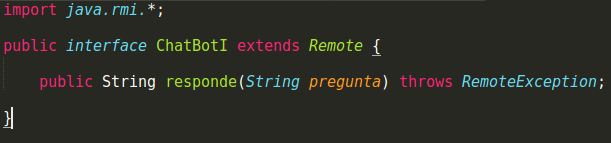 import java.rmi.*;
public interface ChatBotI extends Remote {
public String responde(String pregunta) throws RemoteException;
}